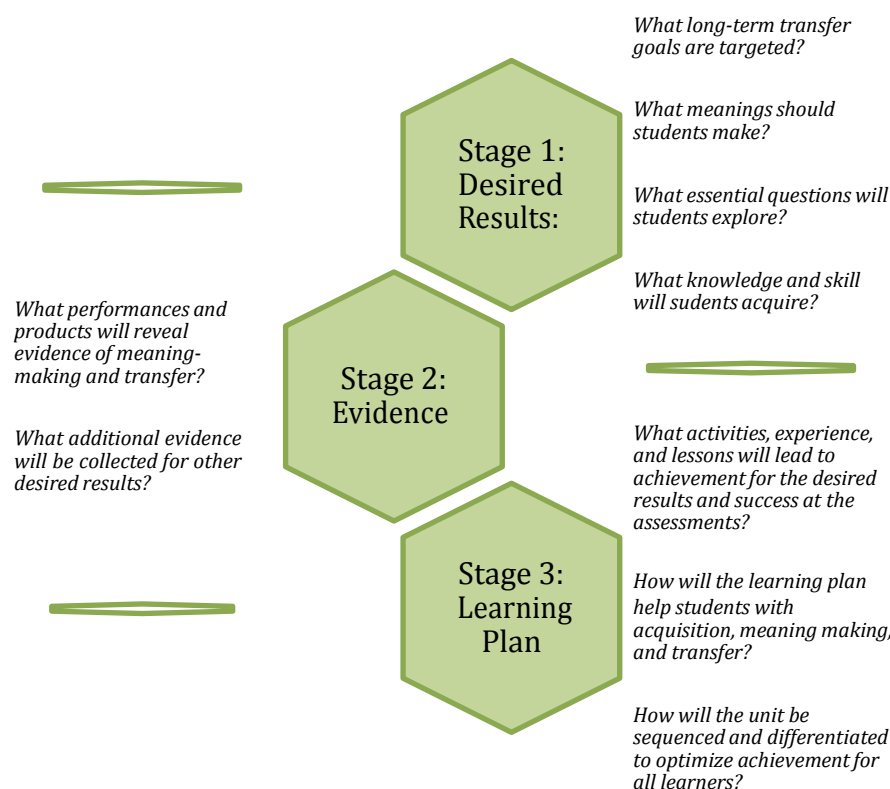 Stage 1:
Desired
Results:
What long-term transfer
goals are targeted?
What meanings should
students make?
What essential questions will
students explore?
What knowledge and skill
will sudents acquire?
Stage 2:
Evidence
What performances and
products will reveal
evidence of meaning-
making and transfer?
What additional evidence
will be collected for other
desired results?
Stage 3:
Learning
Plan
What activities, experience,
and lessons will lead to
achievement for the desired
results and success at the
assessments?
How will the learning plan
help students with
acquisition, meaning making,
and transfer?
How will the unit be
sequenced and differentiated
to optimize achievement for
all learners?